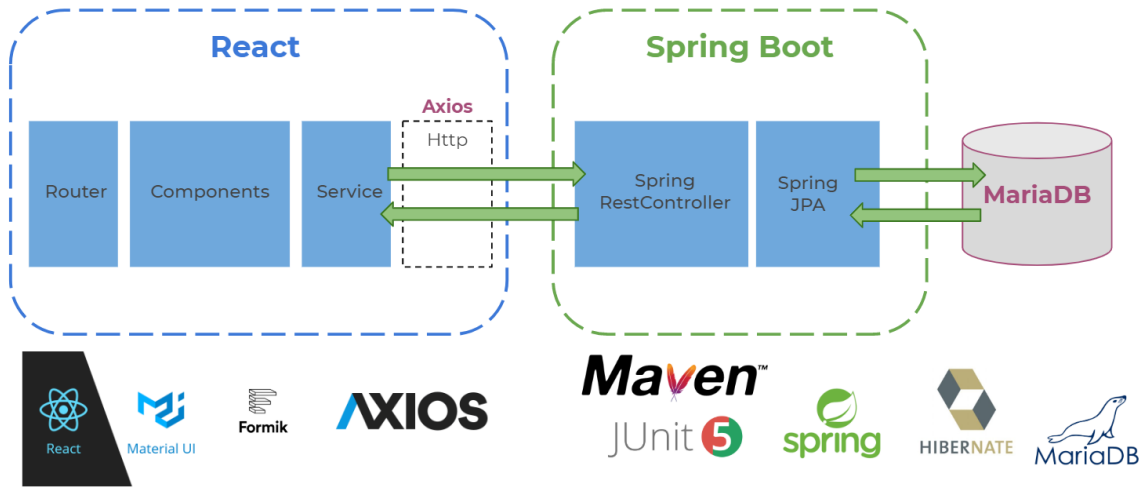 React
Spring Boot
Axios
Http
Router
Components
Service
Spring
RestController
Spring
JPA
MariaDB
React
Material UI
Formik
AXIOS
Maven™
JUnit 5
spring
HIBERNATE
MariaDB